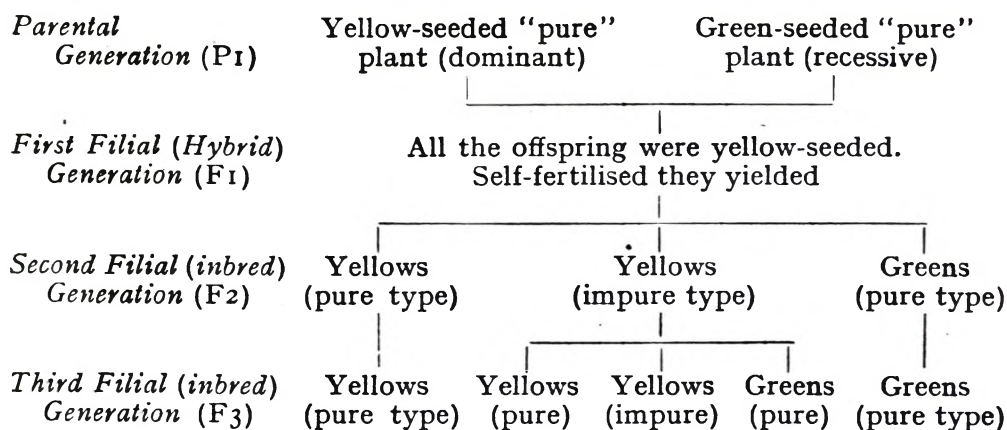 Parental Yellow-seeded “pure” Green-seeded “pure”
Generation (P1) plant (dominant) plant (recessive)
First Filial (Hybrid) All the offspring were yellow-seeded.
Generation (F1) Self-fertilised they yielded
Second Filial (inbred) Yellows Yellows Greens
Generation (F2) (pure type) (impure type) (pure type)
Third Filial (inbred) Yellows Yellows Yellows Greens Greens
Generation (F3) (pure type) (pure) (impure) (pure) (pure type)